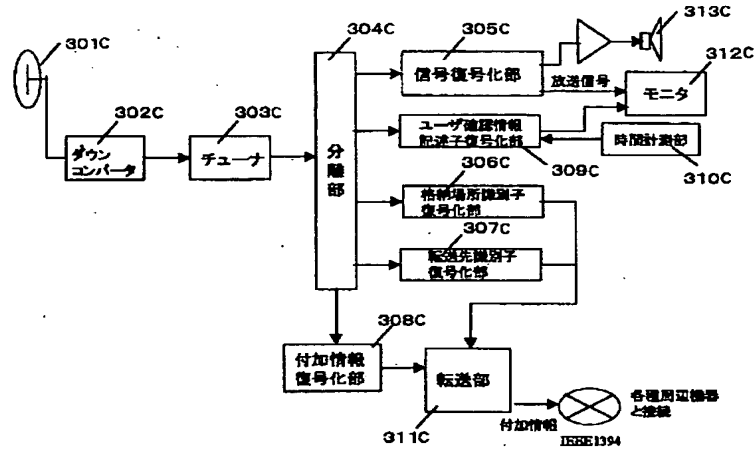 301C
304C
305C
313C
信号復号化部
312C
302C
303C
放送信号
モニタ
ダウン
コンバータ
チューナ
分離部
ユーザ確認情報
記述子復号化部
時間計測部
309C
310C
306C
格納場所識別子
復号化部
307C
転送先識別子
復号化部
308C
付加情報
復号化部
転送部
各種周辺機器
と接続
311C
付加情報
IEEE1394